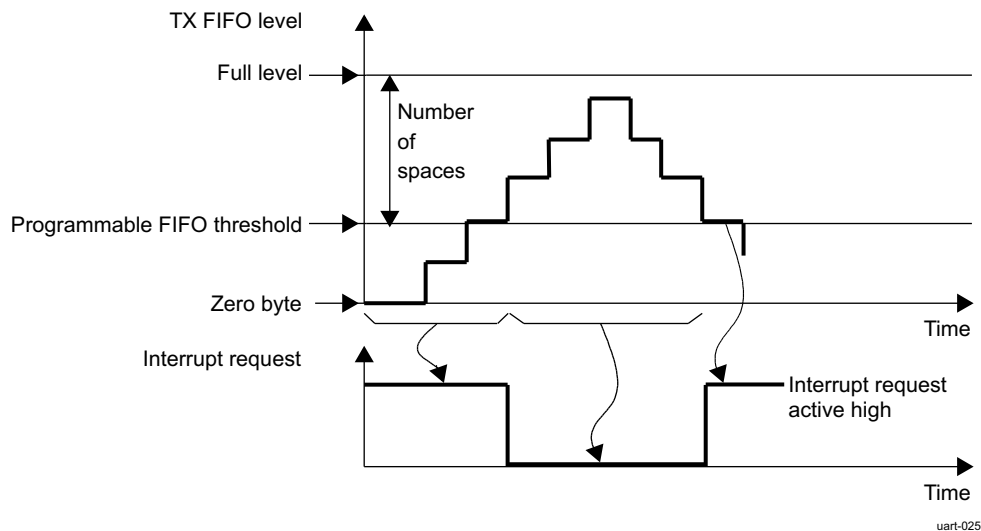 TX FIFO level
Full level
Number
of
spaces
Programmable FIFO threshold
Zero byte
Time
Interrupt request
Interrupt request
active high
Time
uart-025